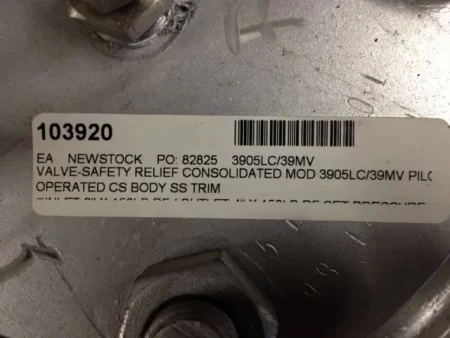 103920
EA NEWSTOCK PO: 82825 3905LC/39MV
VALVE-SAFETY RELIEF CONSOLIDATED MOD 3905LC/39MV PILO
OPERATED CS BODY SS TRIM